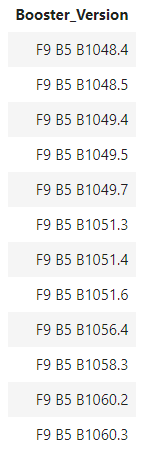 Booster_Version
F9 B5 B1048.4
F9 B5 B1048.5
F9 B5 B1049.4
F9 B5 B1049.5
F9 B5 B1049.7
F9 B5 B1051.3
F9 B5 B1051.4
F9 B5 B1051.6
F9 B5 B1056.4
F9 B5 B1058.3
F9 B5 B1060.2
F9 B5 B1060.3